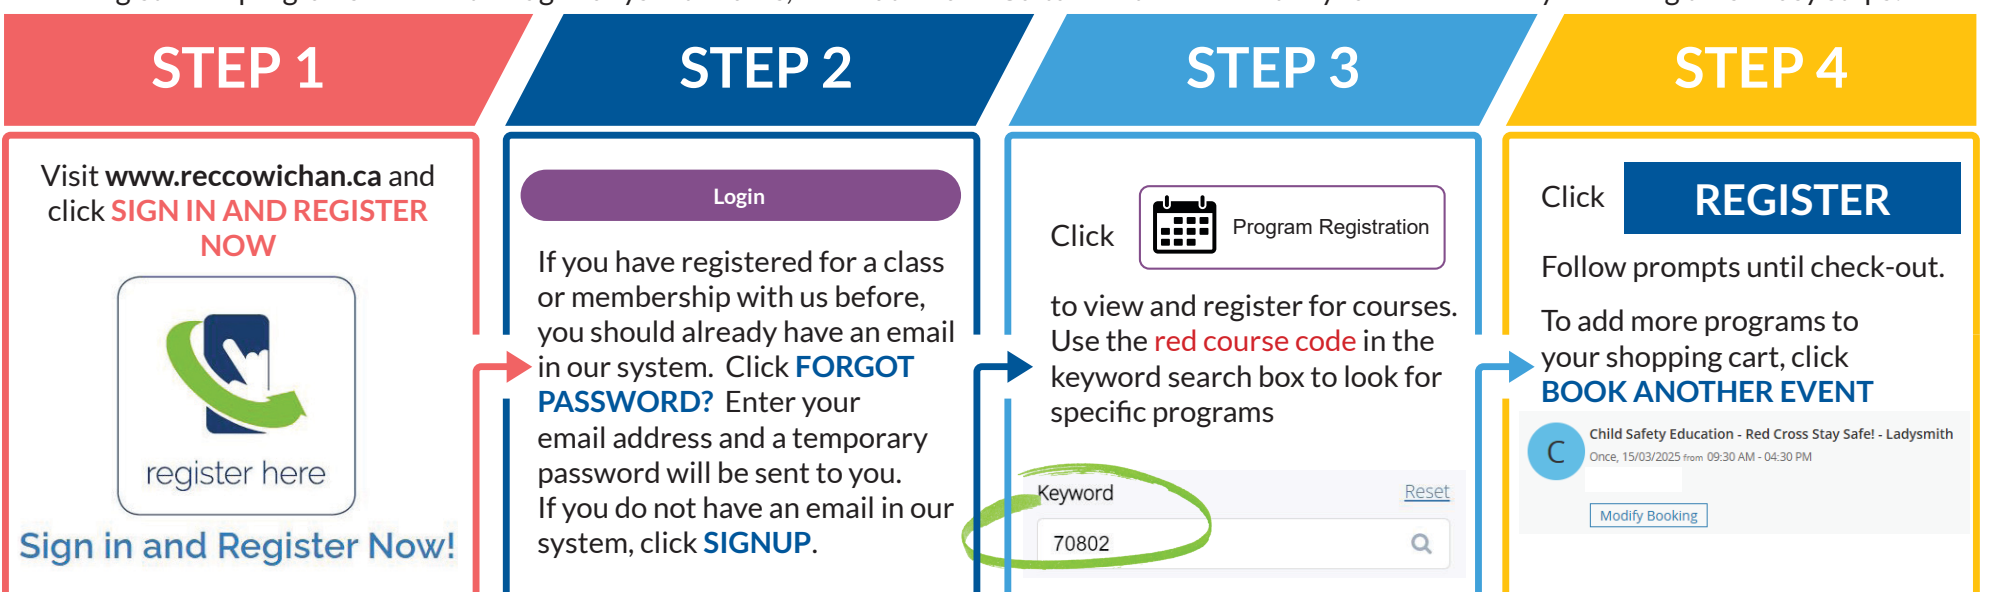 STEP 1
Visit www.reccowichan.ca and
click SIGN IN AND REGISTER
NOW
register here
Sign in and Register Now!
STEP 2
Login
If you have registered for a class
or membership with us before,
you should already have an email
in our system. Click FORGOT
PASSWORD? Enter your
email address and a temporary
password will be sent to you.
If you do not have an email in our
system, click SIGNUP.
STEP 3
Click
Program Registration
to view and register for courses.
Use the red course code in the
keyword search box to look for
specific programs
Keyword
Reset
70802
STEP 4
Click
REGISTER
Follow prompts until check-out.
To add more programs to
your shopping cart, click
BOOK ANOTHER EVENT
C
Child Safety Education - Red Cross Stay Safe! - Ladysmith
Once, 15/03/2025 from 09:30 AM - 04:30 PM
Modify Booking